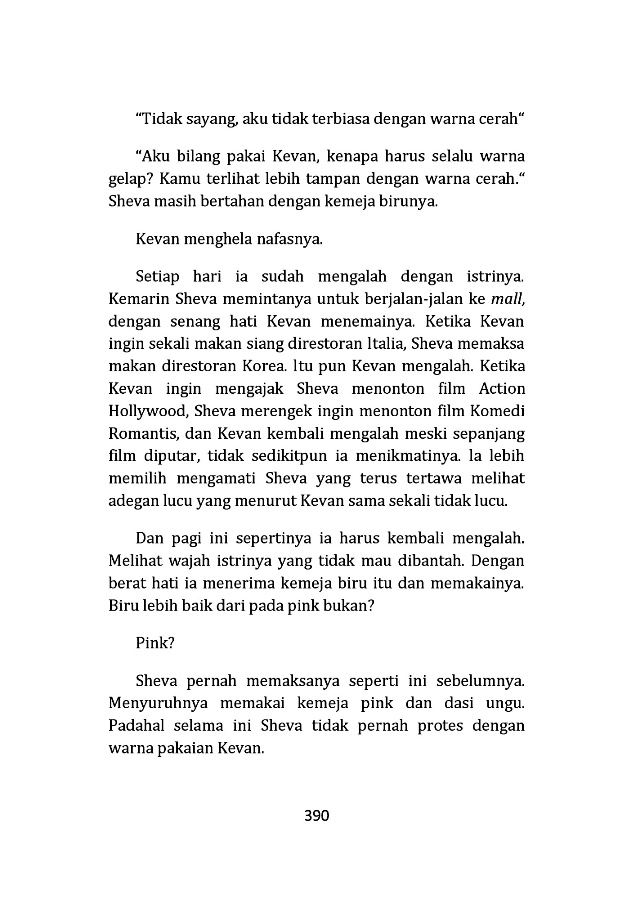 “Tidak sayang, aku tidak terbiasa dengan warna cerah“
“Aku bilang pakai Kevan, kenapa harus selalu warna
gelap? Kamu terlihat lebih tampan dengan warna cerah.“
Sheva masih bertahan dengan kemeja birunya.
Kevan menghela nafasnya.
Setiap hari ia sudah mengalah dengan istrinya.
Kemarin Sheva memintanya untuk berjalan-jalan ke mall,
dengan senang hati Kevan menemainya. Ketika Kevan
ingin sekali makan siang direstoran Italia, Sheva memaksa
makan direstoran Korea. Itu pun Kevan mengalah. Ketika
Kevan ingin mengajak Sheva menonton film Action
Hollywood, Sheva merengek ingin menonton film Komedi
Romantis, dan Kevan kembali mengalah meski sepanjang
film diputar, tidak sedikitpun ia menikmatinya. Ia lebih
memilih mengamati Sheva yang terus tertawa melihat
adegan lucu yang menurut Kevan sama sekali tidak lucu.
Dan pagi ini sepertinya ia harus kembali mengalah.
Melihat wajah istrinya yang tidak mau dibantah. Dengan
berat hati ia menerima kemeja biru itu dan memakainya.
Biru lebih baik dari pada pink bukan?
Pink?
Sheva pernah memaksanya seperti ini sebelumnya.
Menyuruhnya memakai kemeja pink dan dasi ungu.
Padahal selama ini Sheva tidak pernah protes dengan
warna pakaian Kevan.
390